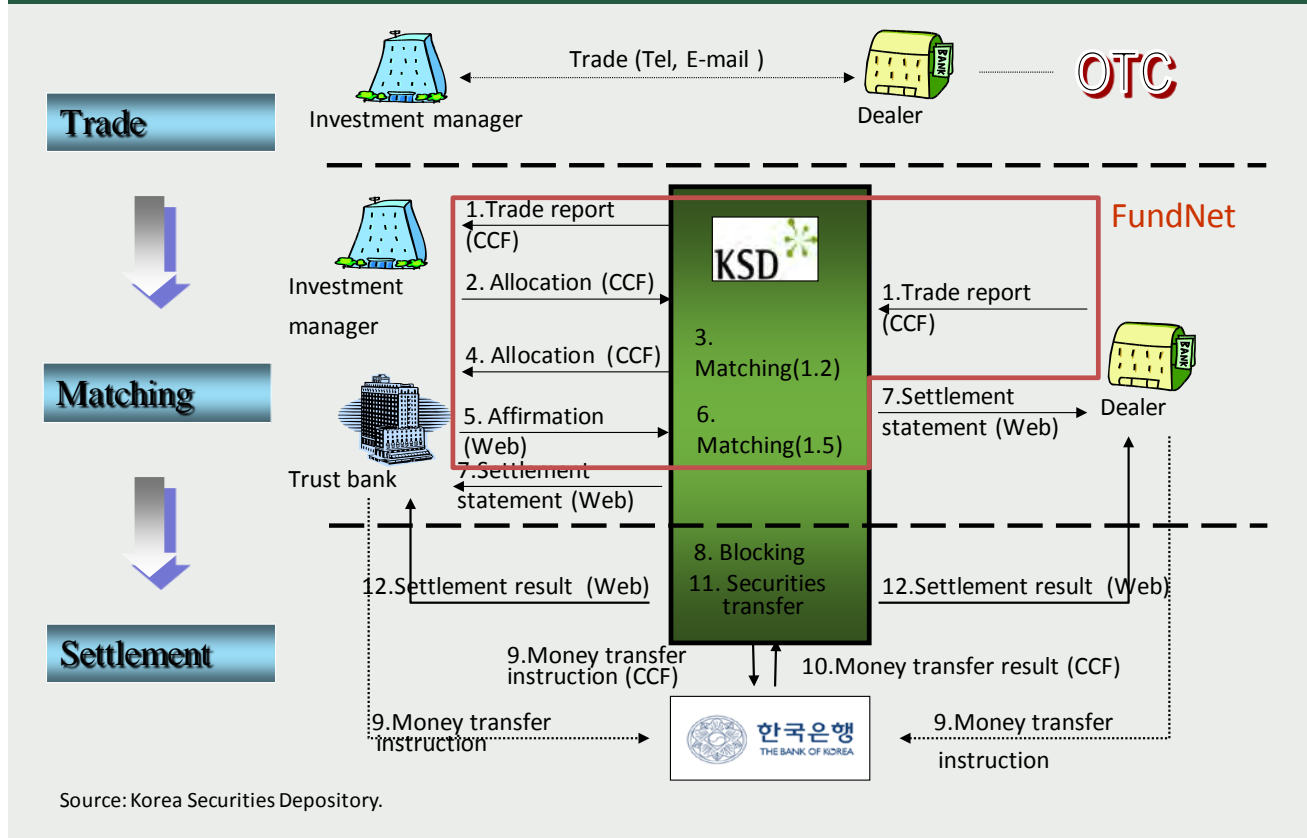 Trade (Tel, E-mail )
BANK
OTC
Trade
Investment manager
Dealer
1.Trade report
(CCF)
KSD
FundNet
2. Allocation (CCF)
Investment
manager
1.Trade report
(CCF)
3.
Matching(1.2)
4. Allocation (CCF)
BANK
Matching
5. Affirmation
(Web)
6.
Matching(1.5)
7.Settlement
statement (Web)
Dealer
Trust bank
7.Settlement
statement (Web)
8. Blocking
11. Securities
transfer
12.Settlement result (Web)
12.Settlement result (Web)
Settlement
9.Money transfer
instruction (CCF)
10.Money transfer result (CCF)
9.Money transfer
instruction
한국은행
THE BANK OF KOREA
9.Money transfer
instruction
Source: Korea Securities Depository.